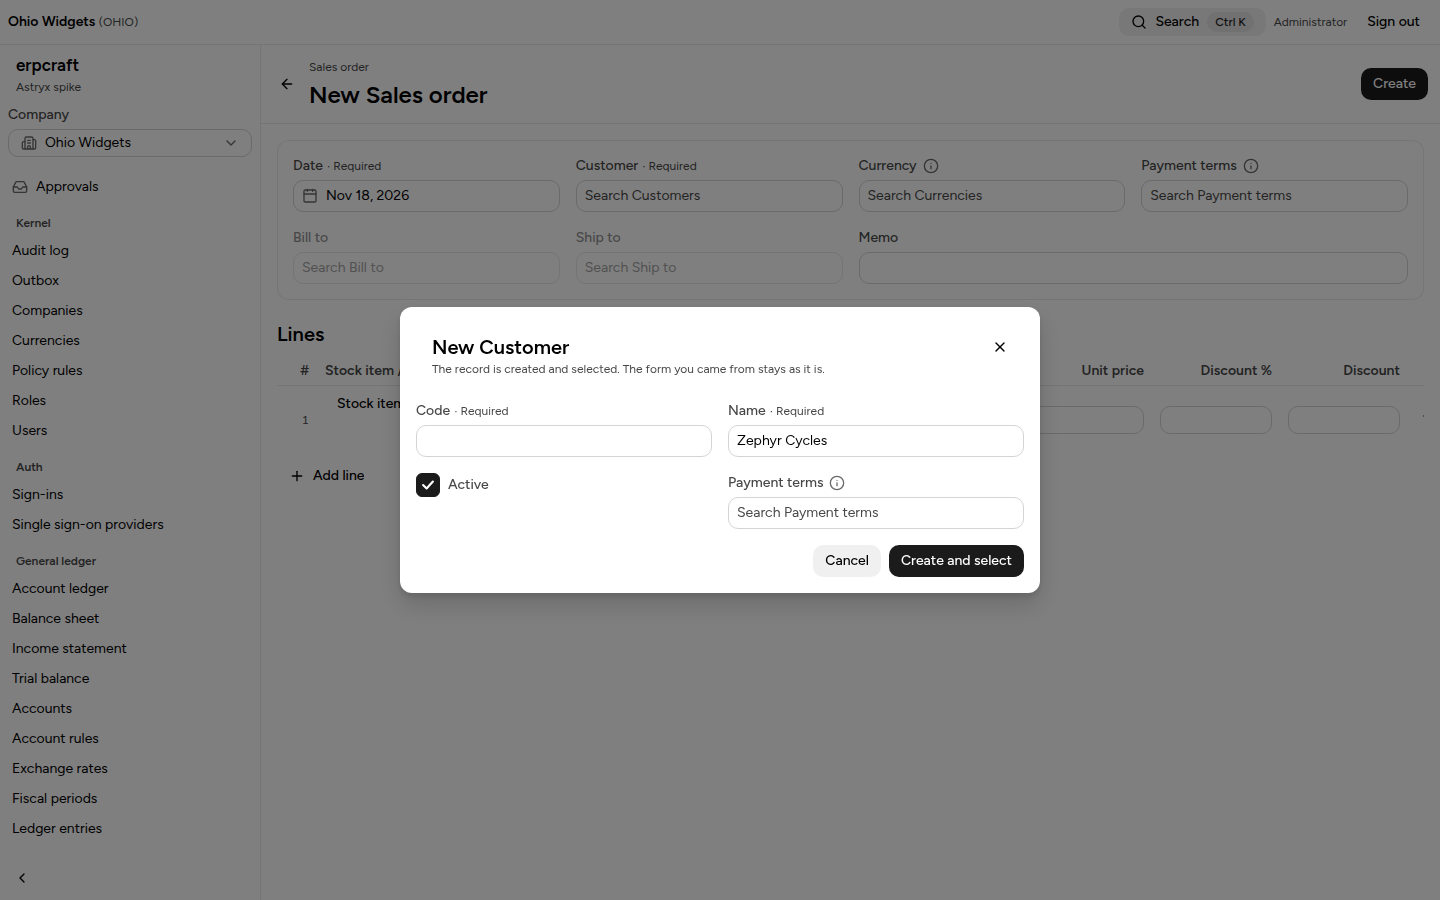 Ohio Widgets (OHIO)
Search Ctrl K Administrator Sign out
erpcraft
Astryx spike
Company
Ohio Widgets
Approvals
Kernel
Audit log
Outbox
Companies
Currencies
Policy rules
Roles
Users
Auth
Sign-ins
Single sign-on providers
General ledger
Account ledger
Balance sheet
Income statement
Trial balance
Accounts
Account rules
Exchange rates
Fiscal periods
Ledger entries
Sales order
New Sales order
Create
Date · Required
Customer · Required
Currency
Payment terms
Nov 18, 2026
Search Customers
Search Currencies
Search Payment terms
Bill to
Ship to
Memo
Search Bill to
Search Ship to
Lines
# Stock item Unit price Discount % Discount
Stock item
1
Add line
New Customer
The record is created and selected. The form you came from stays as it is.
Code · Required
Name · Required
Zephyr Cycles
Active
Payment terms
Search Payment terms
Cancel
Create and select